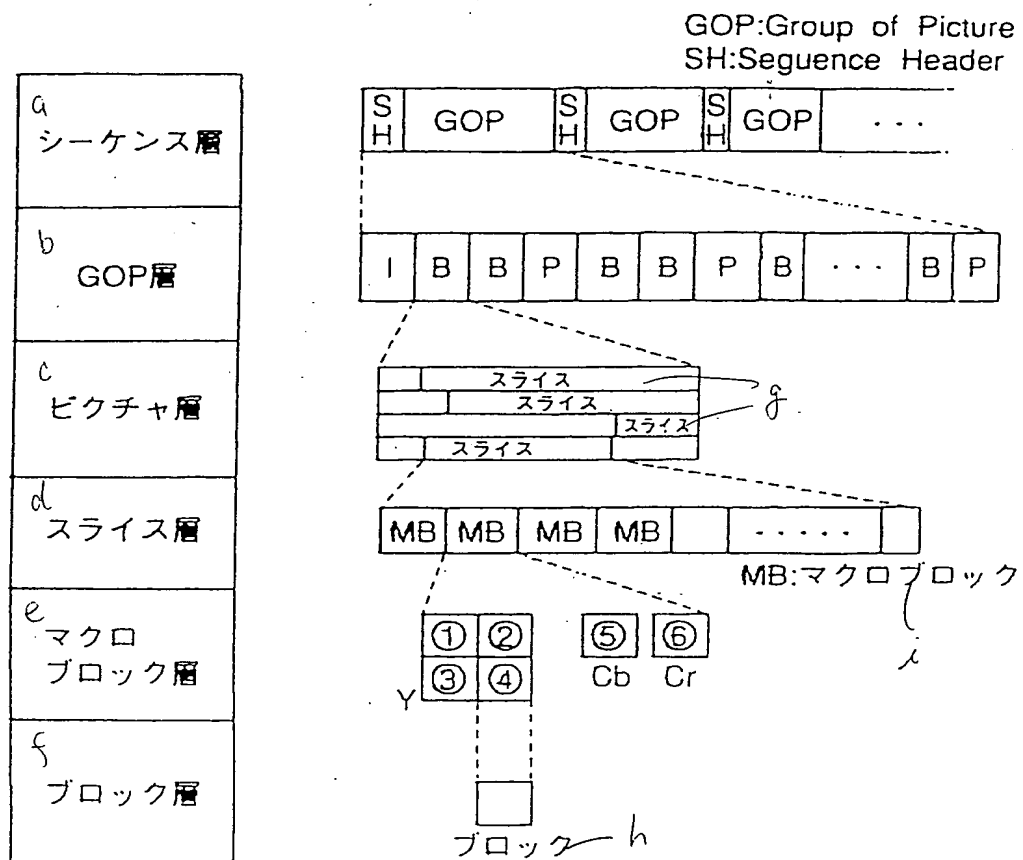 GOP:Group of Picture
SH:Seguence Header
a
シーケンス層
SH GOP SH GOP SH GOP ・・・
b
GOP層
I B B P B B P B ・・・ B P
c
ピクチャ層
スライス
スライス
スライス
スライス
g
d
スライス層
MB MB MB MB ・・・・・
MB:マクロブロック
i
e
マクロ
ブロック層
① ② ⑤ ⑥
③ ④ Cb Cr
Y
f
ブロック層
ブロック h